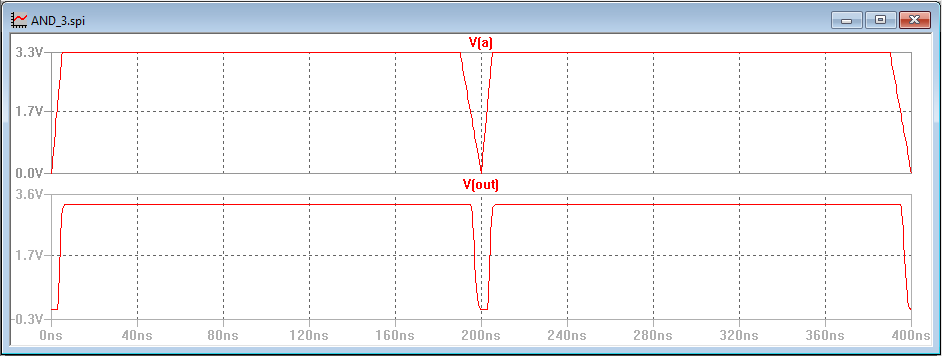 AND_3.spi
V(a)
3.3V
1.7V
0.0V
V(out)
3.6V
1.7V
-0.3V
0ns 40ns 80ns 120ns 160ns 200ns 240ns 280ns 320ns 360ns 400ns